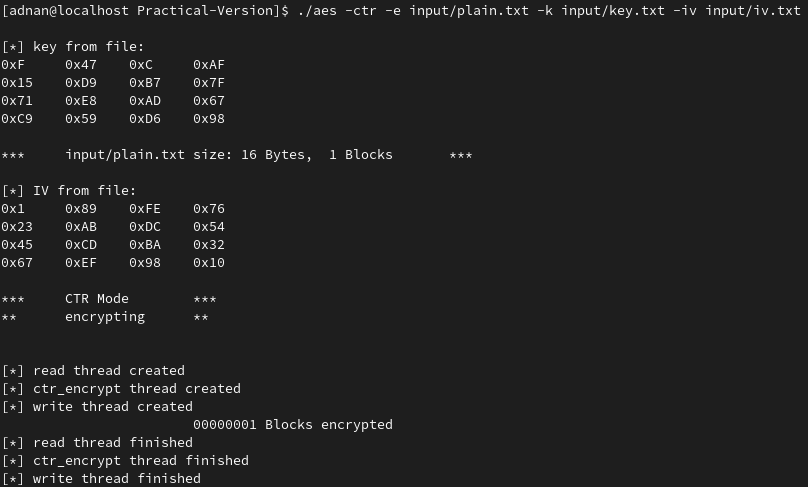 [adnan@localhost Practical-Version]$ ./aes -ctr -e input/plain.txt -k input/key.txt -iv input/iv.txt
[*] key from file:
0xF 0x47 0xC 0xAF
0x15 0xD9 0xB7 0x7F
0x71 0xE8 0xAD 0x67
0xC9 0x59 0xD6 0x98
*** input/plain.txt size: 16 Bytes, 1 Blocks ***
[*] IV from file:
0x1 0x89 0xFE 0x76
0x23 0xAB 0xDC 0x54
0x45 0xCD 0xBA 0x32
0x67 0xEF 0x98 0x10
*** CTR Mode ***
** encrypting **
[*] read thread created
[*] ctr_encrypt thread created
[*] write thread created
00000001 Blocks encrypted
[*] read thread finished
[*] ctr_encrypt thread finished
[*] write thread finished